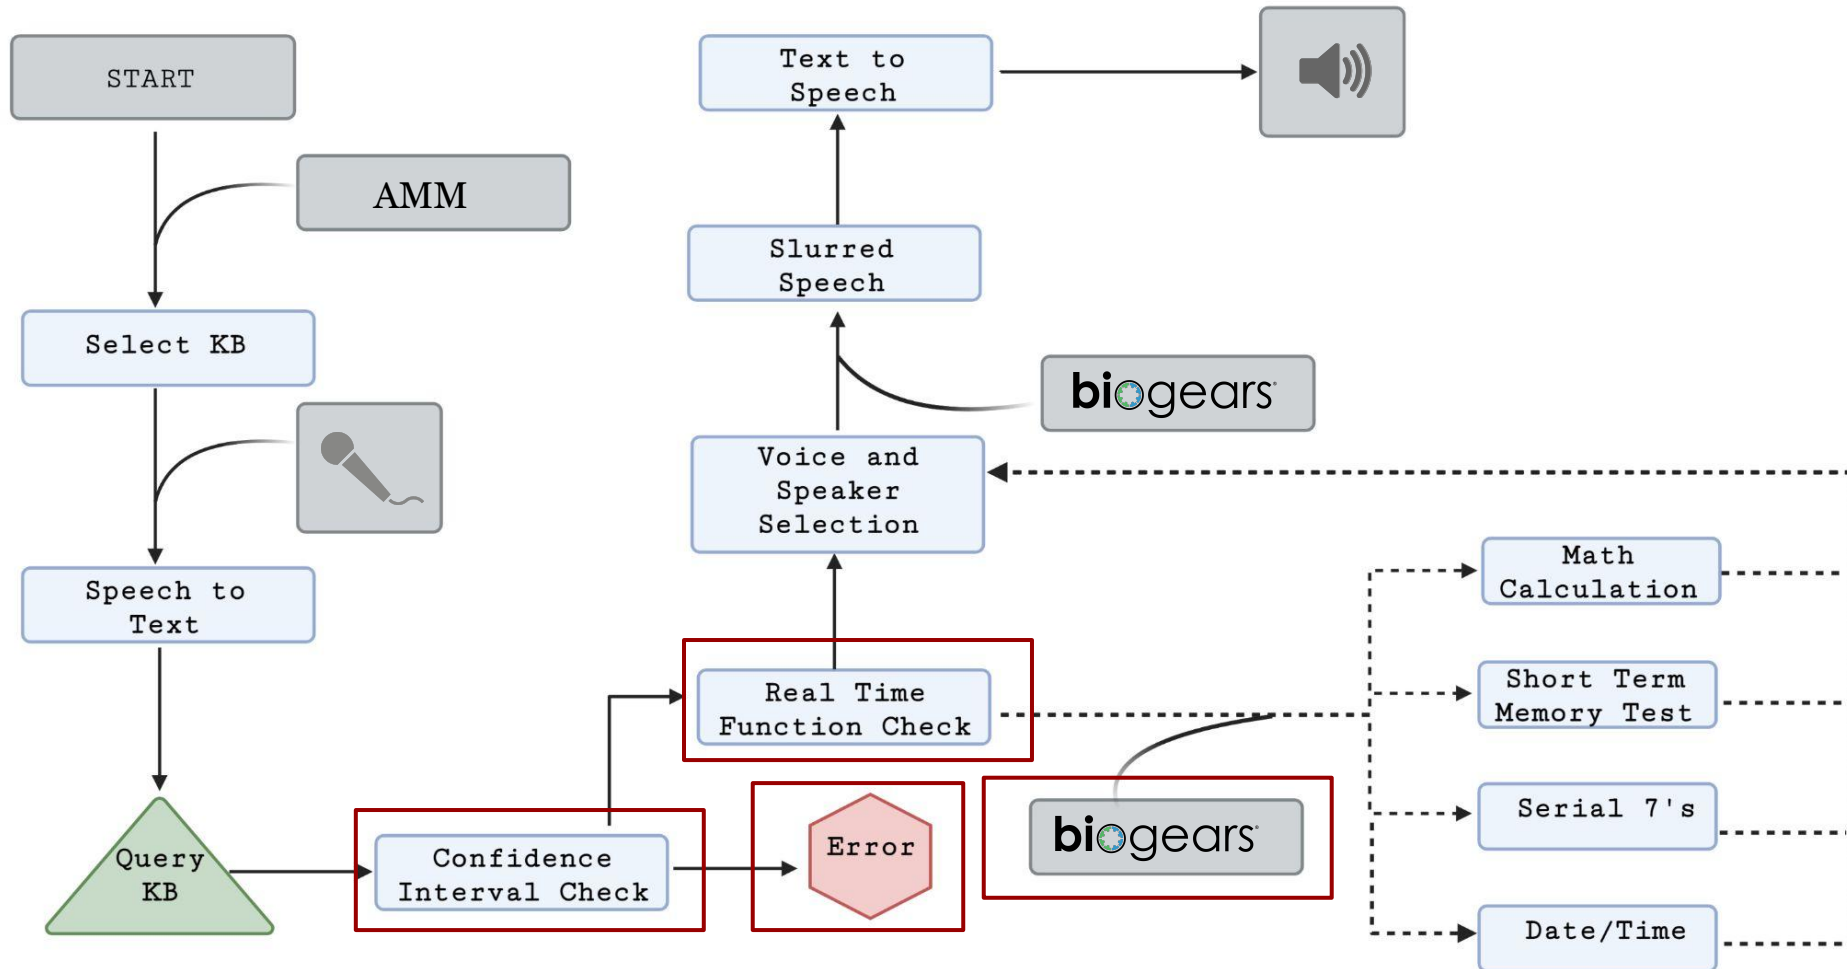 START
AMM
Select KB
Speech to
Text
Query
KB
Confidence
Interval Check
Error
Real Time
Function Check
Voice and
Speaker
Selection
biogears
Slurred
Speech
Text to
Speech
biogears
Math
Calculation
Short Term
Memory Test
Serial 7's
Date/Time